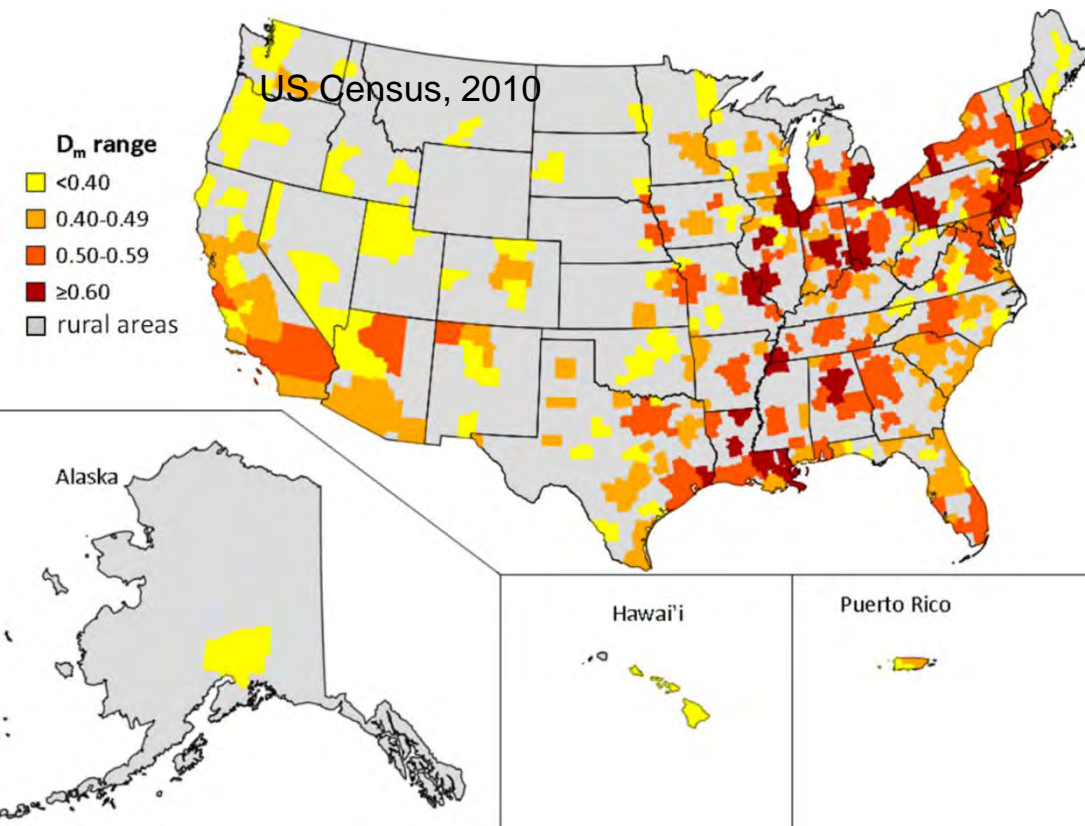 US Census, 2010
Dm range
<0.40
0.40-0.49
0.50-0.59
≥0.60
rural areas
Alaska
Hawai'i
Puerto Rico